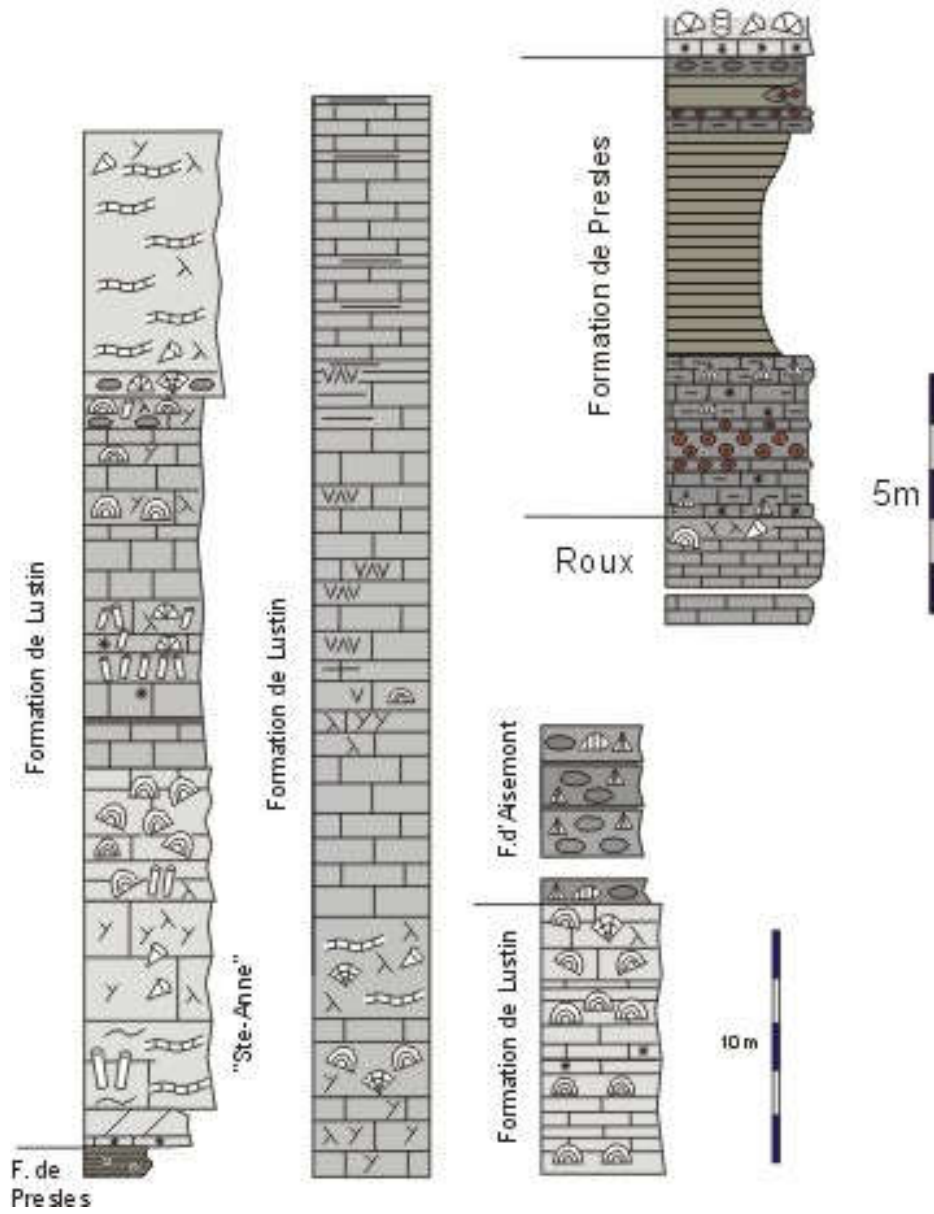 Formation de Lustin
"Ste-Anne"
F. de
Presles
Formation de Lustin
Formation de Presles
Roux
5m
F.d'Aisemont
Formation de Lustin
10 m